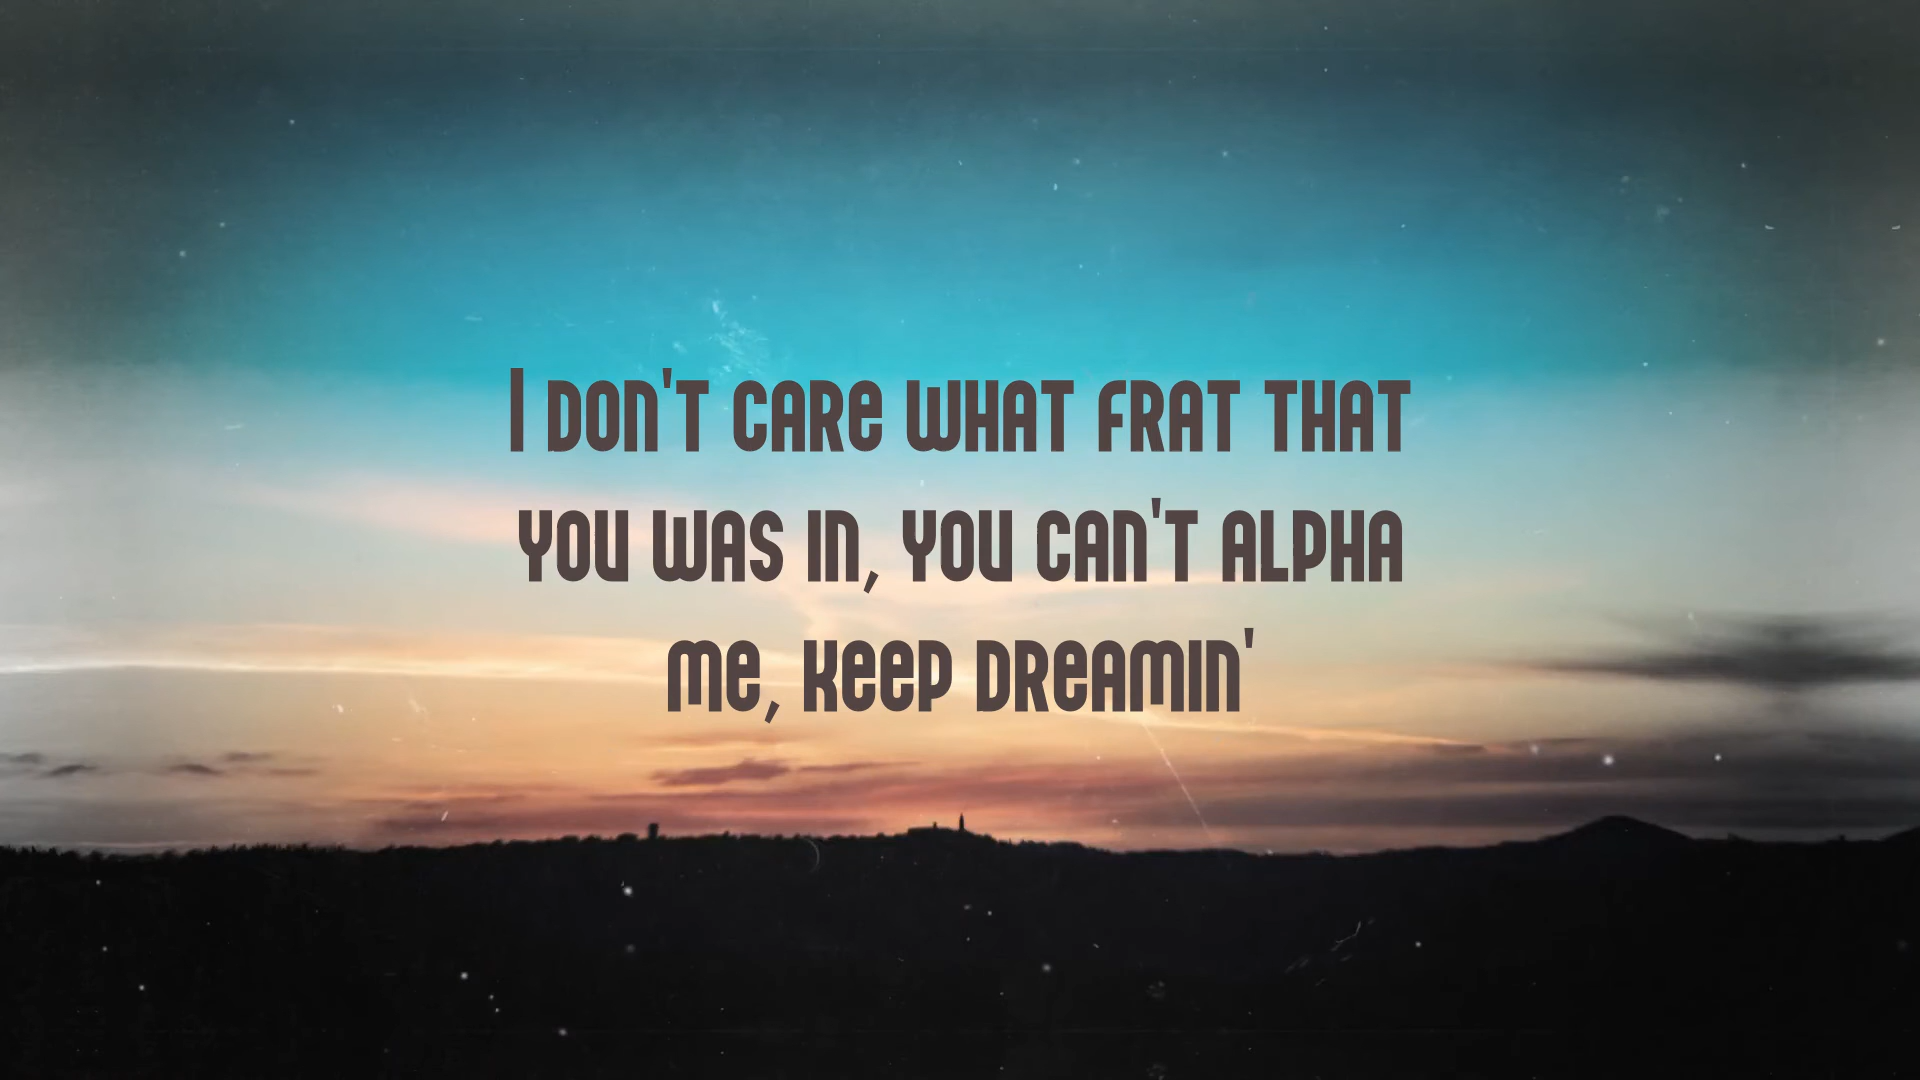 I don't care what frat that
you was in, you can't alpha
me, keep dreamin'